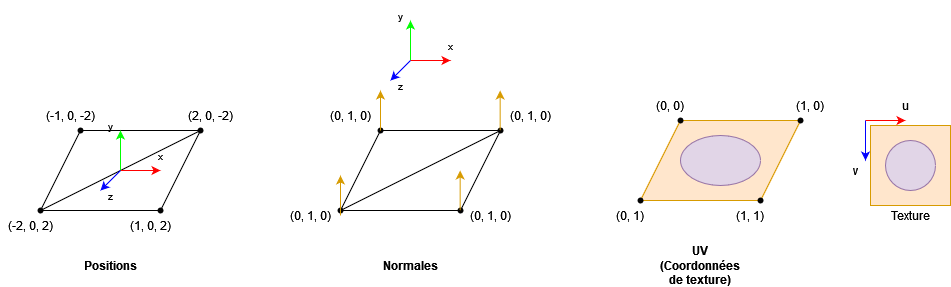 y
x
z
(0, 0)
(1, 0)
u
(-1, 0, -2)
y
(2, 0, -2)
(0, 1, 0)
(0, 1, 0)
x
v
z
(-2, 0, 2)
(1, 0, 2)
(0, 1, 0)
(0, 1, 0)
(0, 1)
(1, 1)
Texture
Positions
Normales
UV
(Coordonnées
de texture)